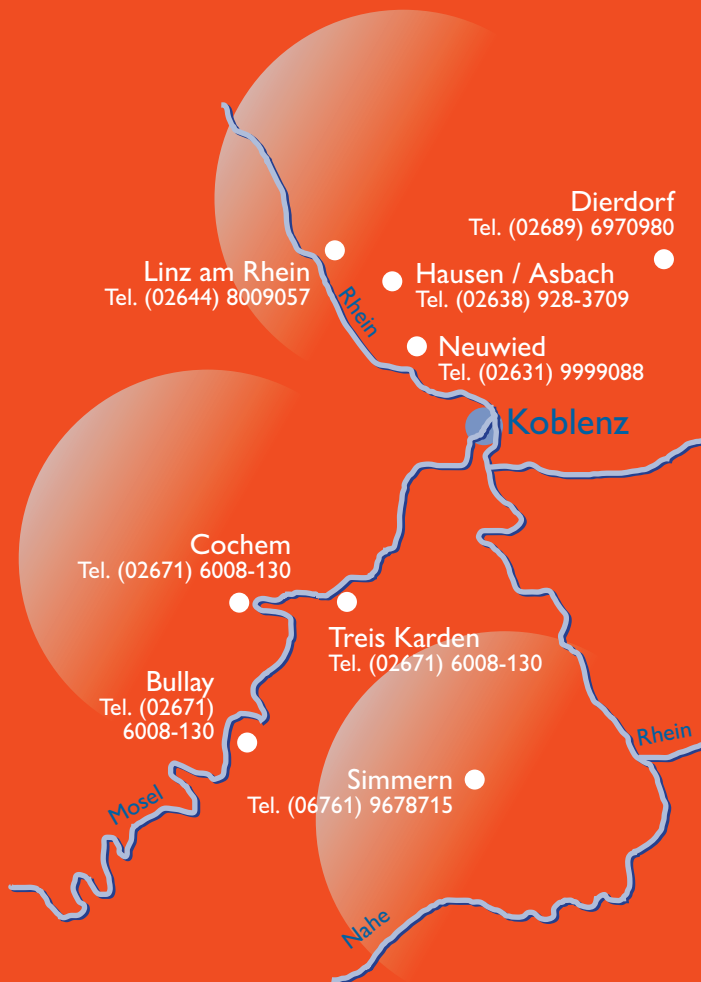 Dierdorf
Tel. (02689) 6970980
Linz am Rhein
Tel. (02644) 8009057
Hausen / Asbach
Tel. (02638) 928-3709
Rhein
Neuwied
Tel. (02631) 9999088
Koblenz
Cochem
Tel. (02671) 6008-130
Treis Karden
Tel. (02671) 6008-130
Bullay
Tel. (02671)
6008-130
Rhein
Simmern
Tel. (06761) 9678715
Mosel
Nahe